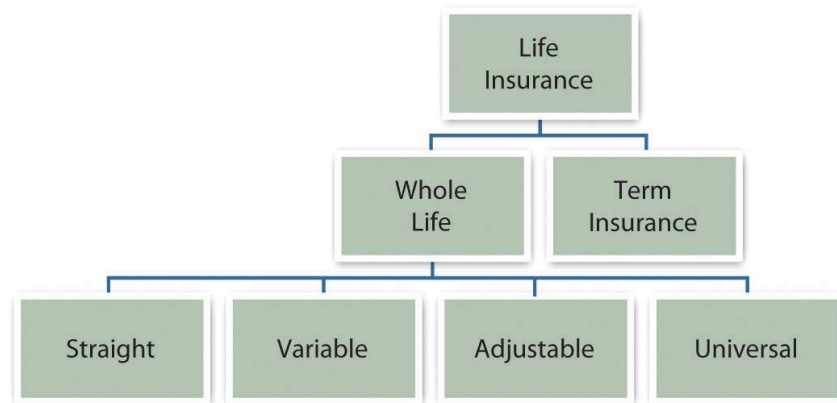 Life
Insurance
Whole
Life
Term
Insurance
Straight
Variable
Adjustable
Universal